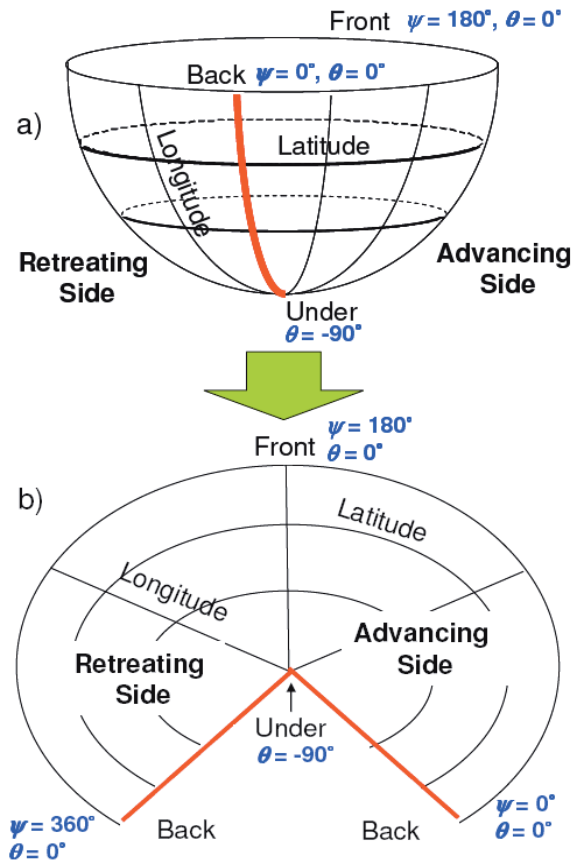 Front ψ = 180°, θ = 0°
Back ψ = 0°, θ = 0°
a)
Longitude
Latitude
Retreating
Side
Advancing
Side
Under
θ = -90°
Front
ψ = 180°
θ = 0°
b)
Latitude
Longitude
Advancing
Side
Retreating
Side
Under
θ = -90°
ψ = 360°
θ = 0°
Back
Back
ψ = 0°
θ = 0°